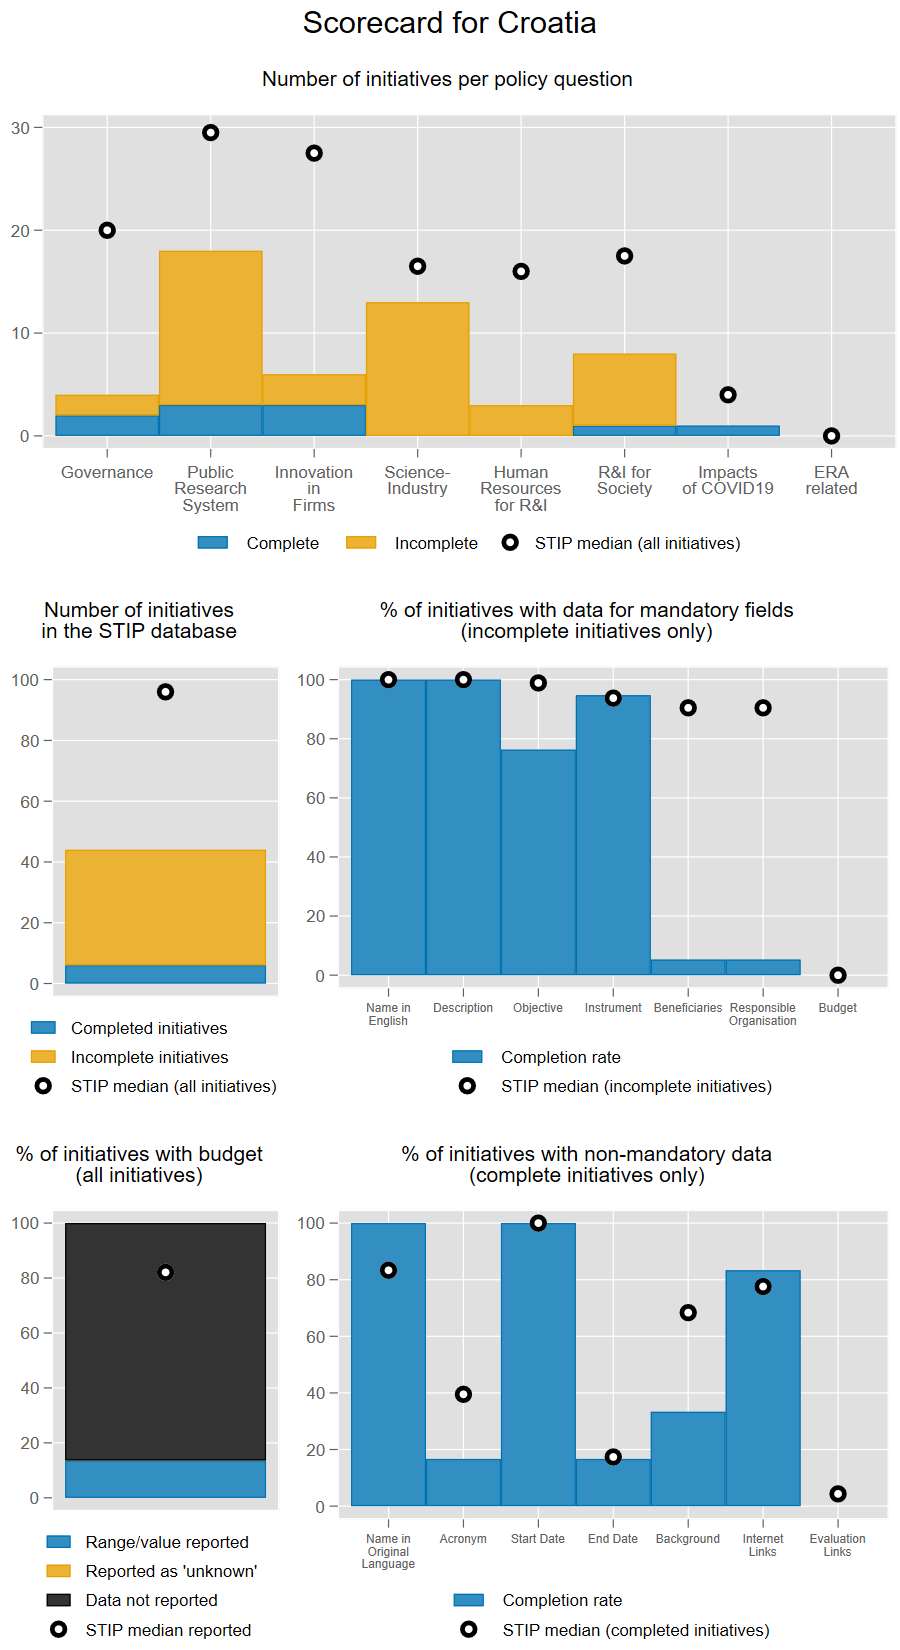 Scorecard for Croatia
Number of initiatives per policy question
30
20
10
0
Governance
Public
Research
System
Innovation
in
Firms
Science-
Industry
Human
Resources
for R&I
R&I for
Society
Impacts
of COVID19
ERA
related
Complete
Incomplete
STIP median (all initiatives)
Number of initiatives
in the STIP database
100
80
60
40
20
0
Completed initiatives
Incomplete initiatives
STIP median (all initiatives)
% of initiatives with data for mandatory fields
(incomplete initiatives only)
100
80
60
40
20
0
Name in
English
Description
Objective
Instrument
Beneficiaries
Responsible
Organisation
Budget
Completion rate
STIP median (incomplete initiatives)
% of initiatives with budget
(all initiatives)
100
80
60
40
20
0
Range/value reported
Reported as 'unknown'
Data not reported
STIP median reported
% of initiatives with non-mandatory data
(complete initiatives only)
100
80
60
40
20
0
Name in
Original
Language
Acronym
Start Date
End Date
Background
Internet
Links
Evaluation
Links
Completion rate
STIP median (completed initiatives)